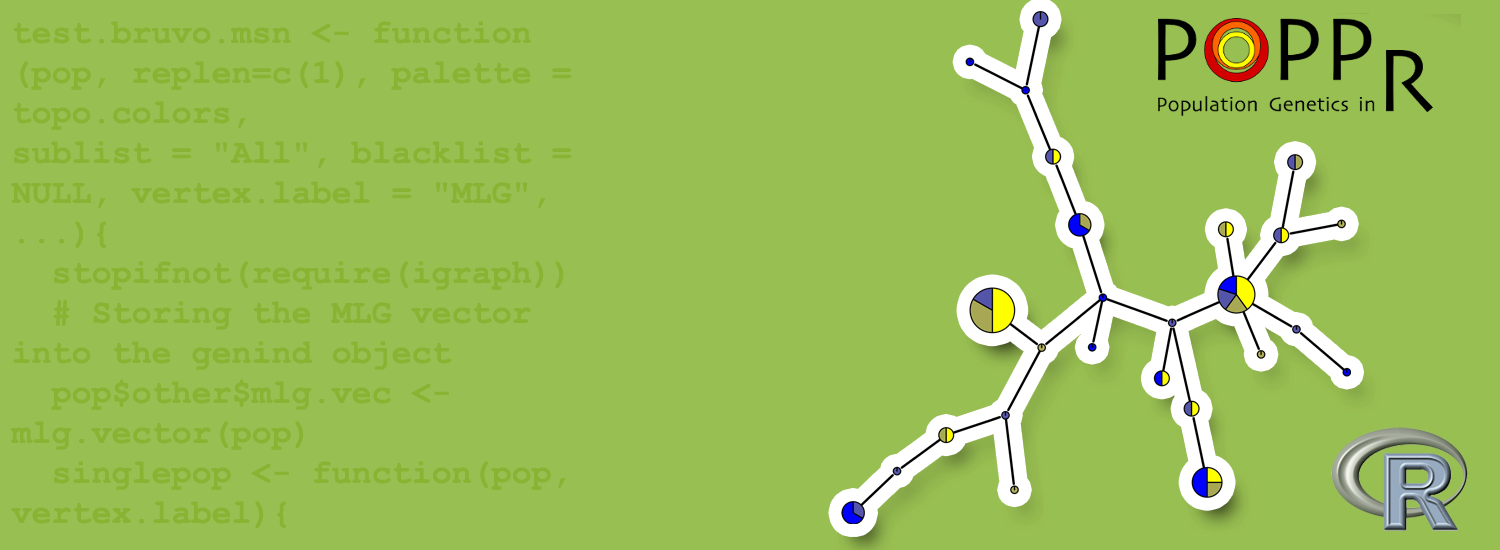 test.bruvo.msn <- function
(pop, replen=c(1), palette =
topo.colors,
sublist = "All", blacklist =
NULL, vertex.label = "MLG",
...){
  stopifnot(require(igraph))
  # Storing the MLG vector
into the genind object
  pop$other$mlg.vec <-
mlg.vector(pop)
  singlepop <- function(pop,
vertex.label){
POPPR
Population Genetics in
R